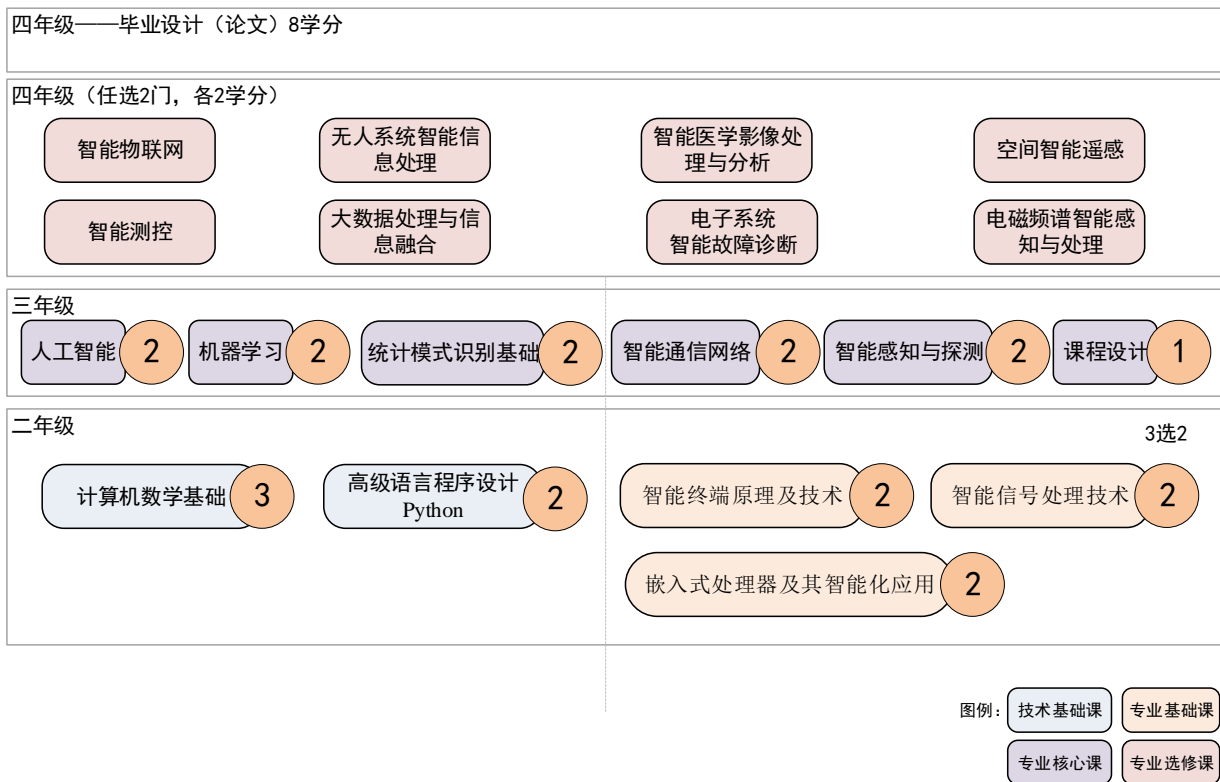 四年级——毕业设计（论文）8学分
四年级（任选2门，各2学分）
智能物联网
无人系统智能信
息处理
智能医学影像处
理与分析
空间智能遥感
智能测控
大数据处理与信
息融合
电子系统
智能故障诊断
电磁频谱智能感
知与处理
三年级
人工智能 2
机器学习 2
统计模式识别基础 2
智能通信网络 2
智能感知与探测 2
课程设计 1
二年级
3选2
计算机数学基础 3
高级语言程序设计
Python
2
智能终端原理及技术 2
智能信号处理技术 2
嵌入式处理器及其智能化应用 2
图例：
技术基础课
专业基础课
专业核心课
专业选修课